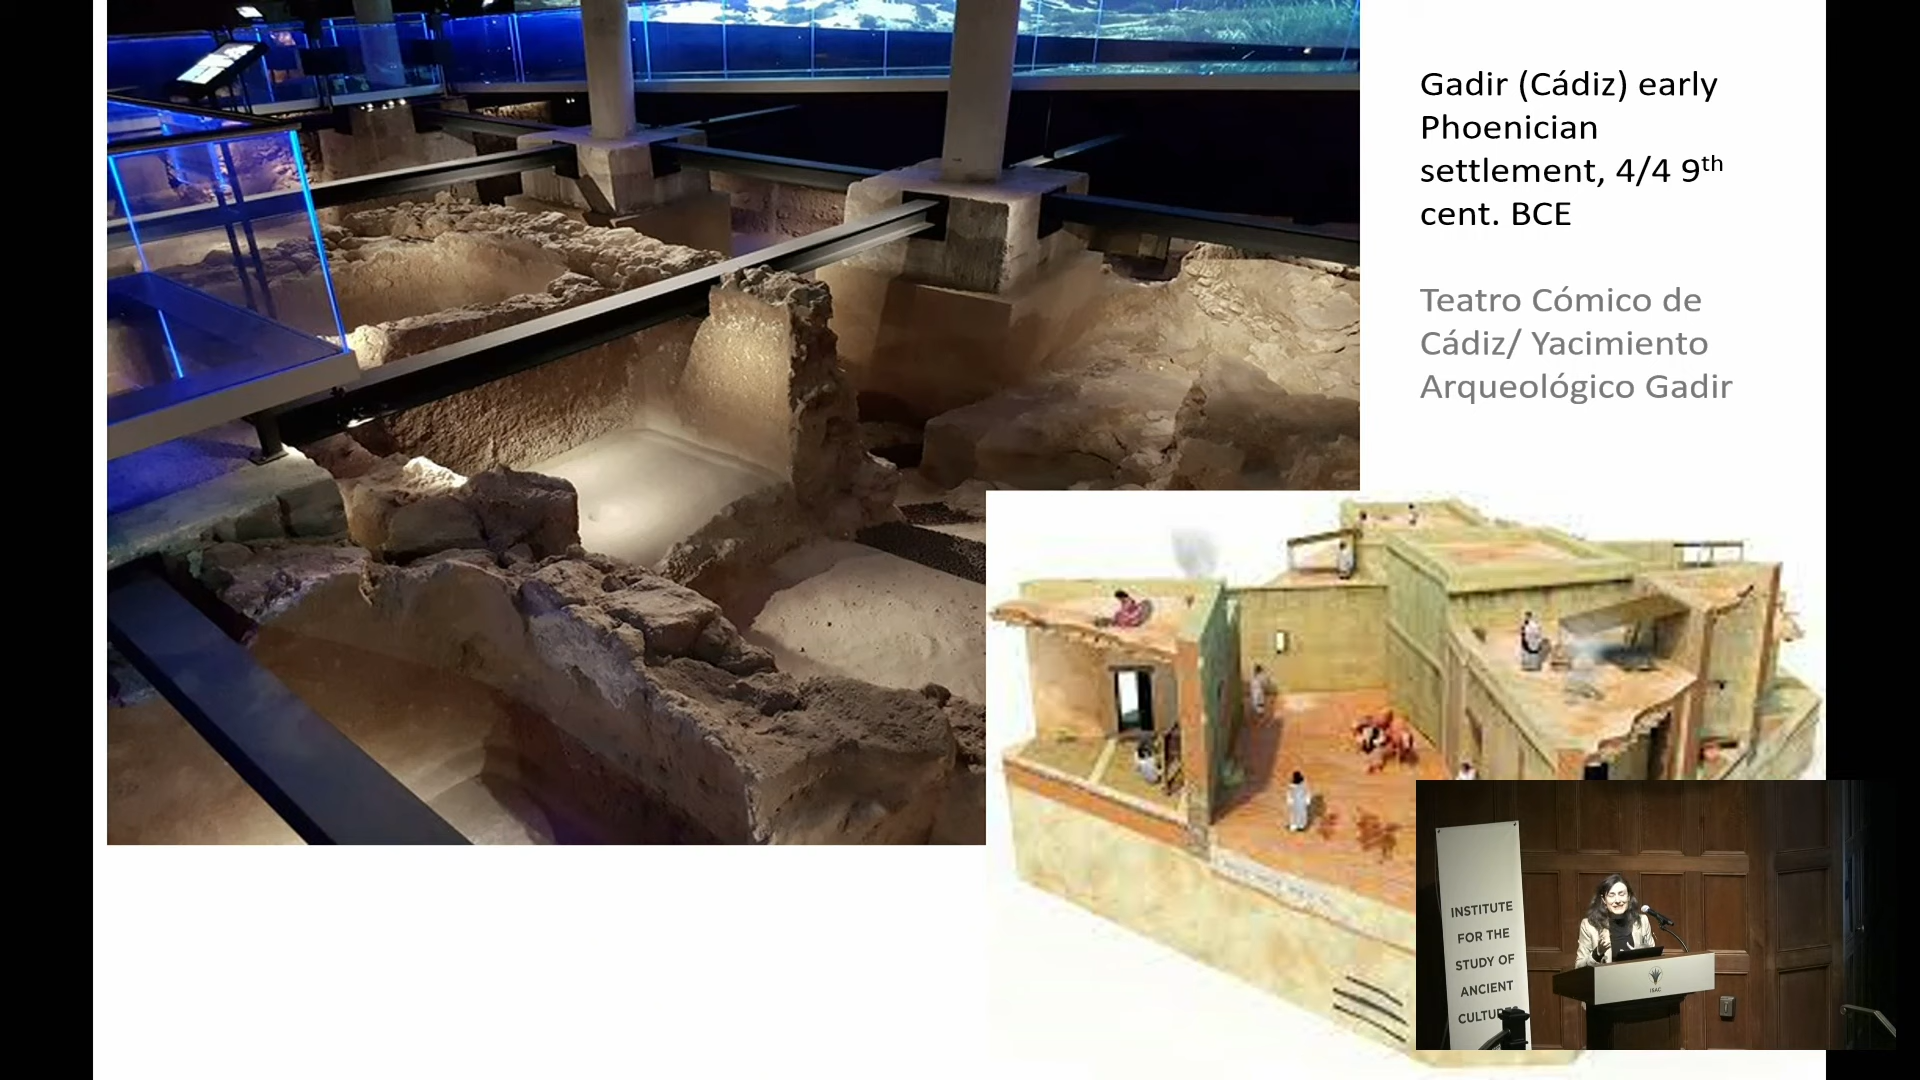 Gadir (Cádiz) early
Phoenician
settlement, 4/4 9th
cent. BCE
Teatro Cómico de
Cádiz/ Yacimiento
Arqueológico Gadir
INSTITUTE
FOR THE
STUDY OF
ANCIENT
CULTURES
ISAC